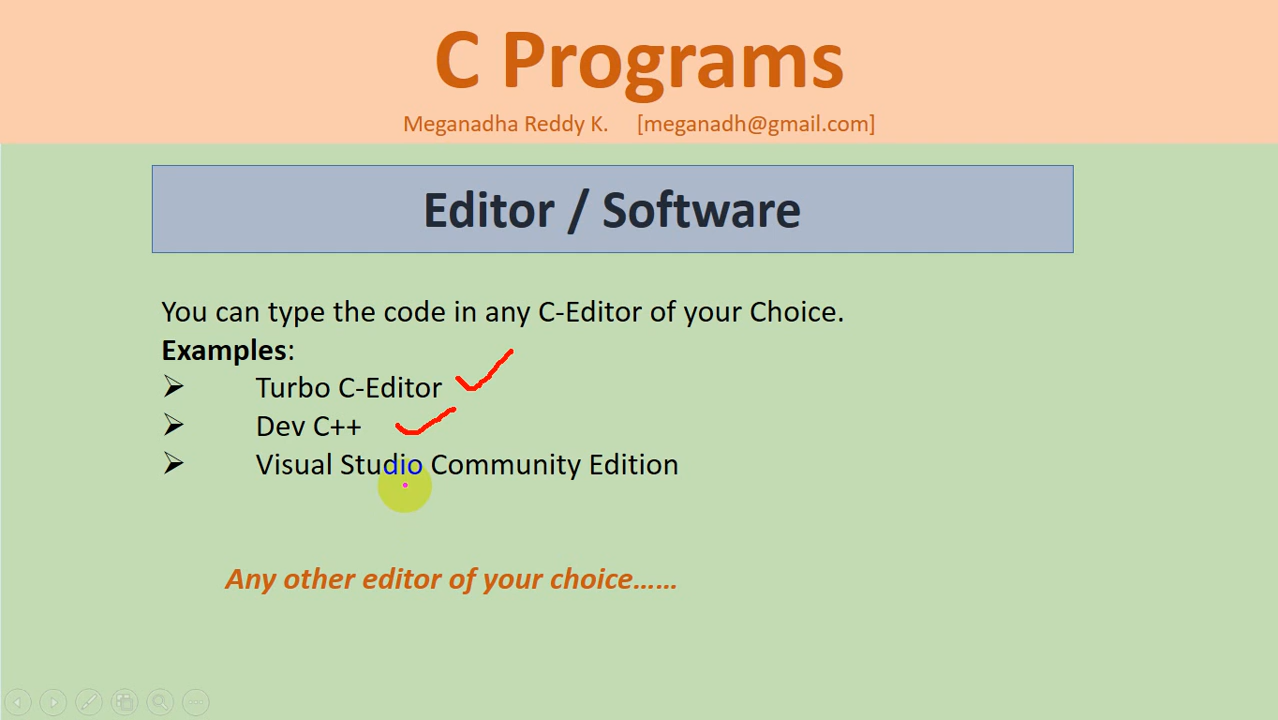 C Programs
Meganadha Reddy K. [meganadh@gmail.com]
Editor / Software
You can type the code in any C-Editor of your Choice.
Examples:
Turbo C-Editor
Dev C++
Visual Studio Community Edition
Any other editor of your choice......